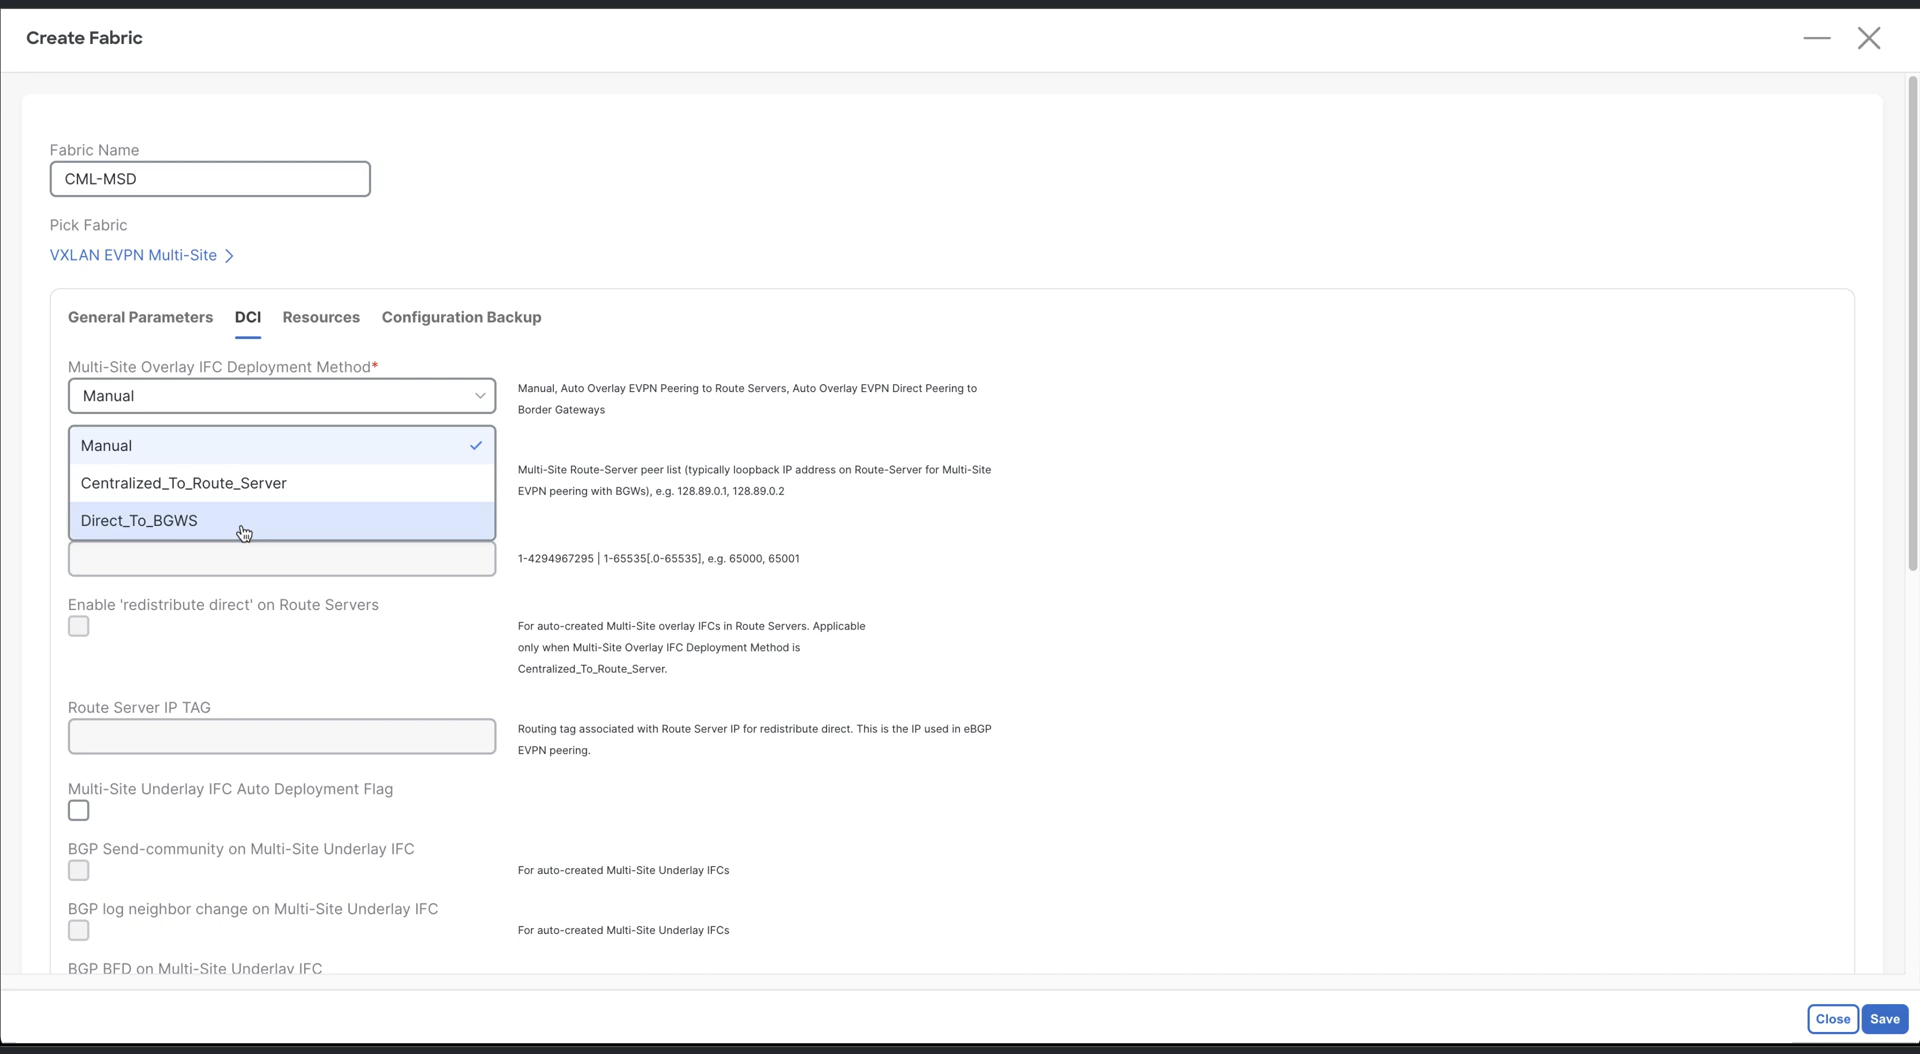 Create Fabric
Fabric Name
CML-MSD
Pick Fabric
VXLAN EVPN Multi-Site
General Parameters DCI Resources Configuration Backup
Multi-Site Overlay IFC Deployment Method*
Manual
Manual, Auto Overlay EVPN Peering to Route Servers, Auto Overlay EVPN Direct Peering to
Border Gateways
Manual
Centralized_To_Route_Server
Direct_To_BGWS
Multi-Site Route-Server peer list (typically loopback IP address on Route-Server for Multi-Site
EVPN peering with BGWs), e.g. 128.89.0.1, 128.89.0.2
1-4294967295 | 1-65535[.0-65535], e.g. 65000, 65001
Enable 'redistribute direct' on Route Servers
For auto-created Multi-Site overlay IFCs in Route Servers. Applicable
only when Multi-Site Overlay IFC Deployment Method is
Centralized_To_Route_Server.
Route Server IP TAG
Routing tag associated with Route Server IP for redistribute direct. This is the IP used in eBGP
EVPN peering.
Multi-Site Underlay IFC Auto Deployment Flag
BGP Send-community on Multi-Site Underlay IFC
For auto-created Multi-Site Underlay IFCs
BGP log neighbor change on Multi-Site Underlay IFC
For auto-created Multi-Site Underlay IFCs
BGP BFD on Multi-Site Underlay IFC
Close Save